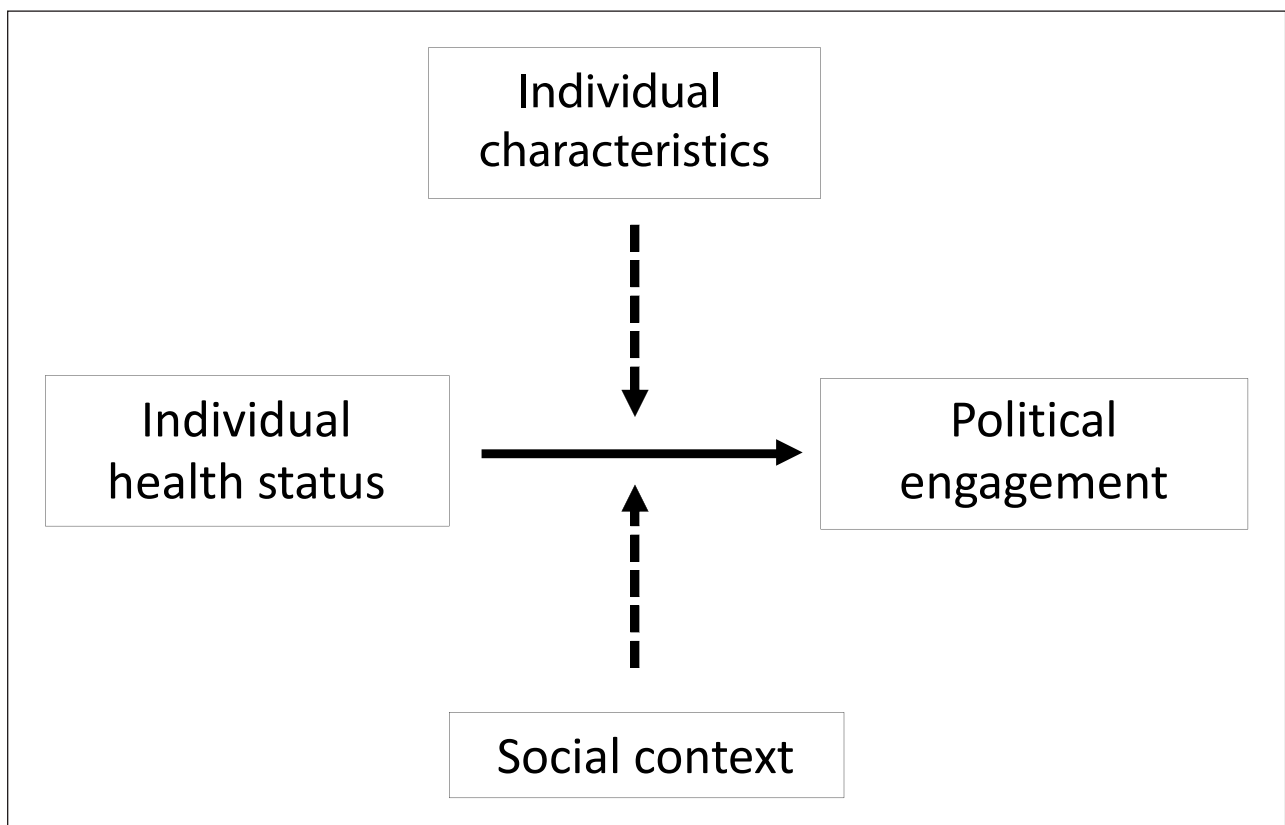 Individual
characteristics
Individual
health status
Political
engagement
Social context